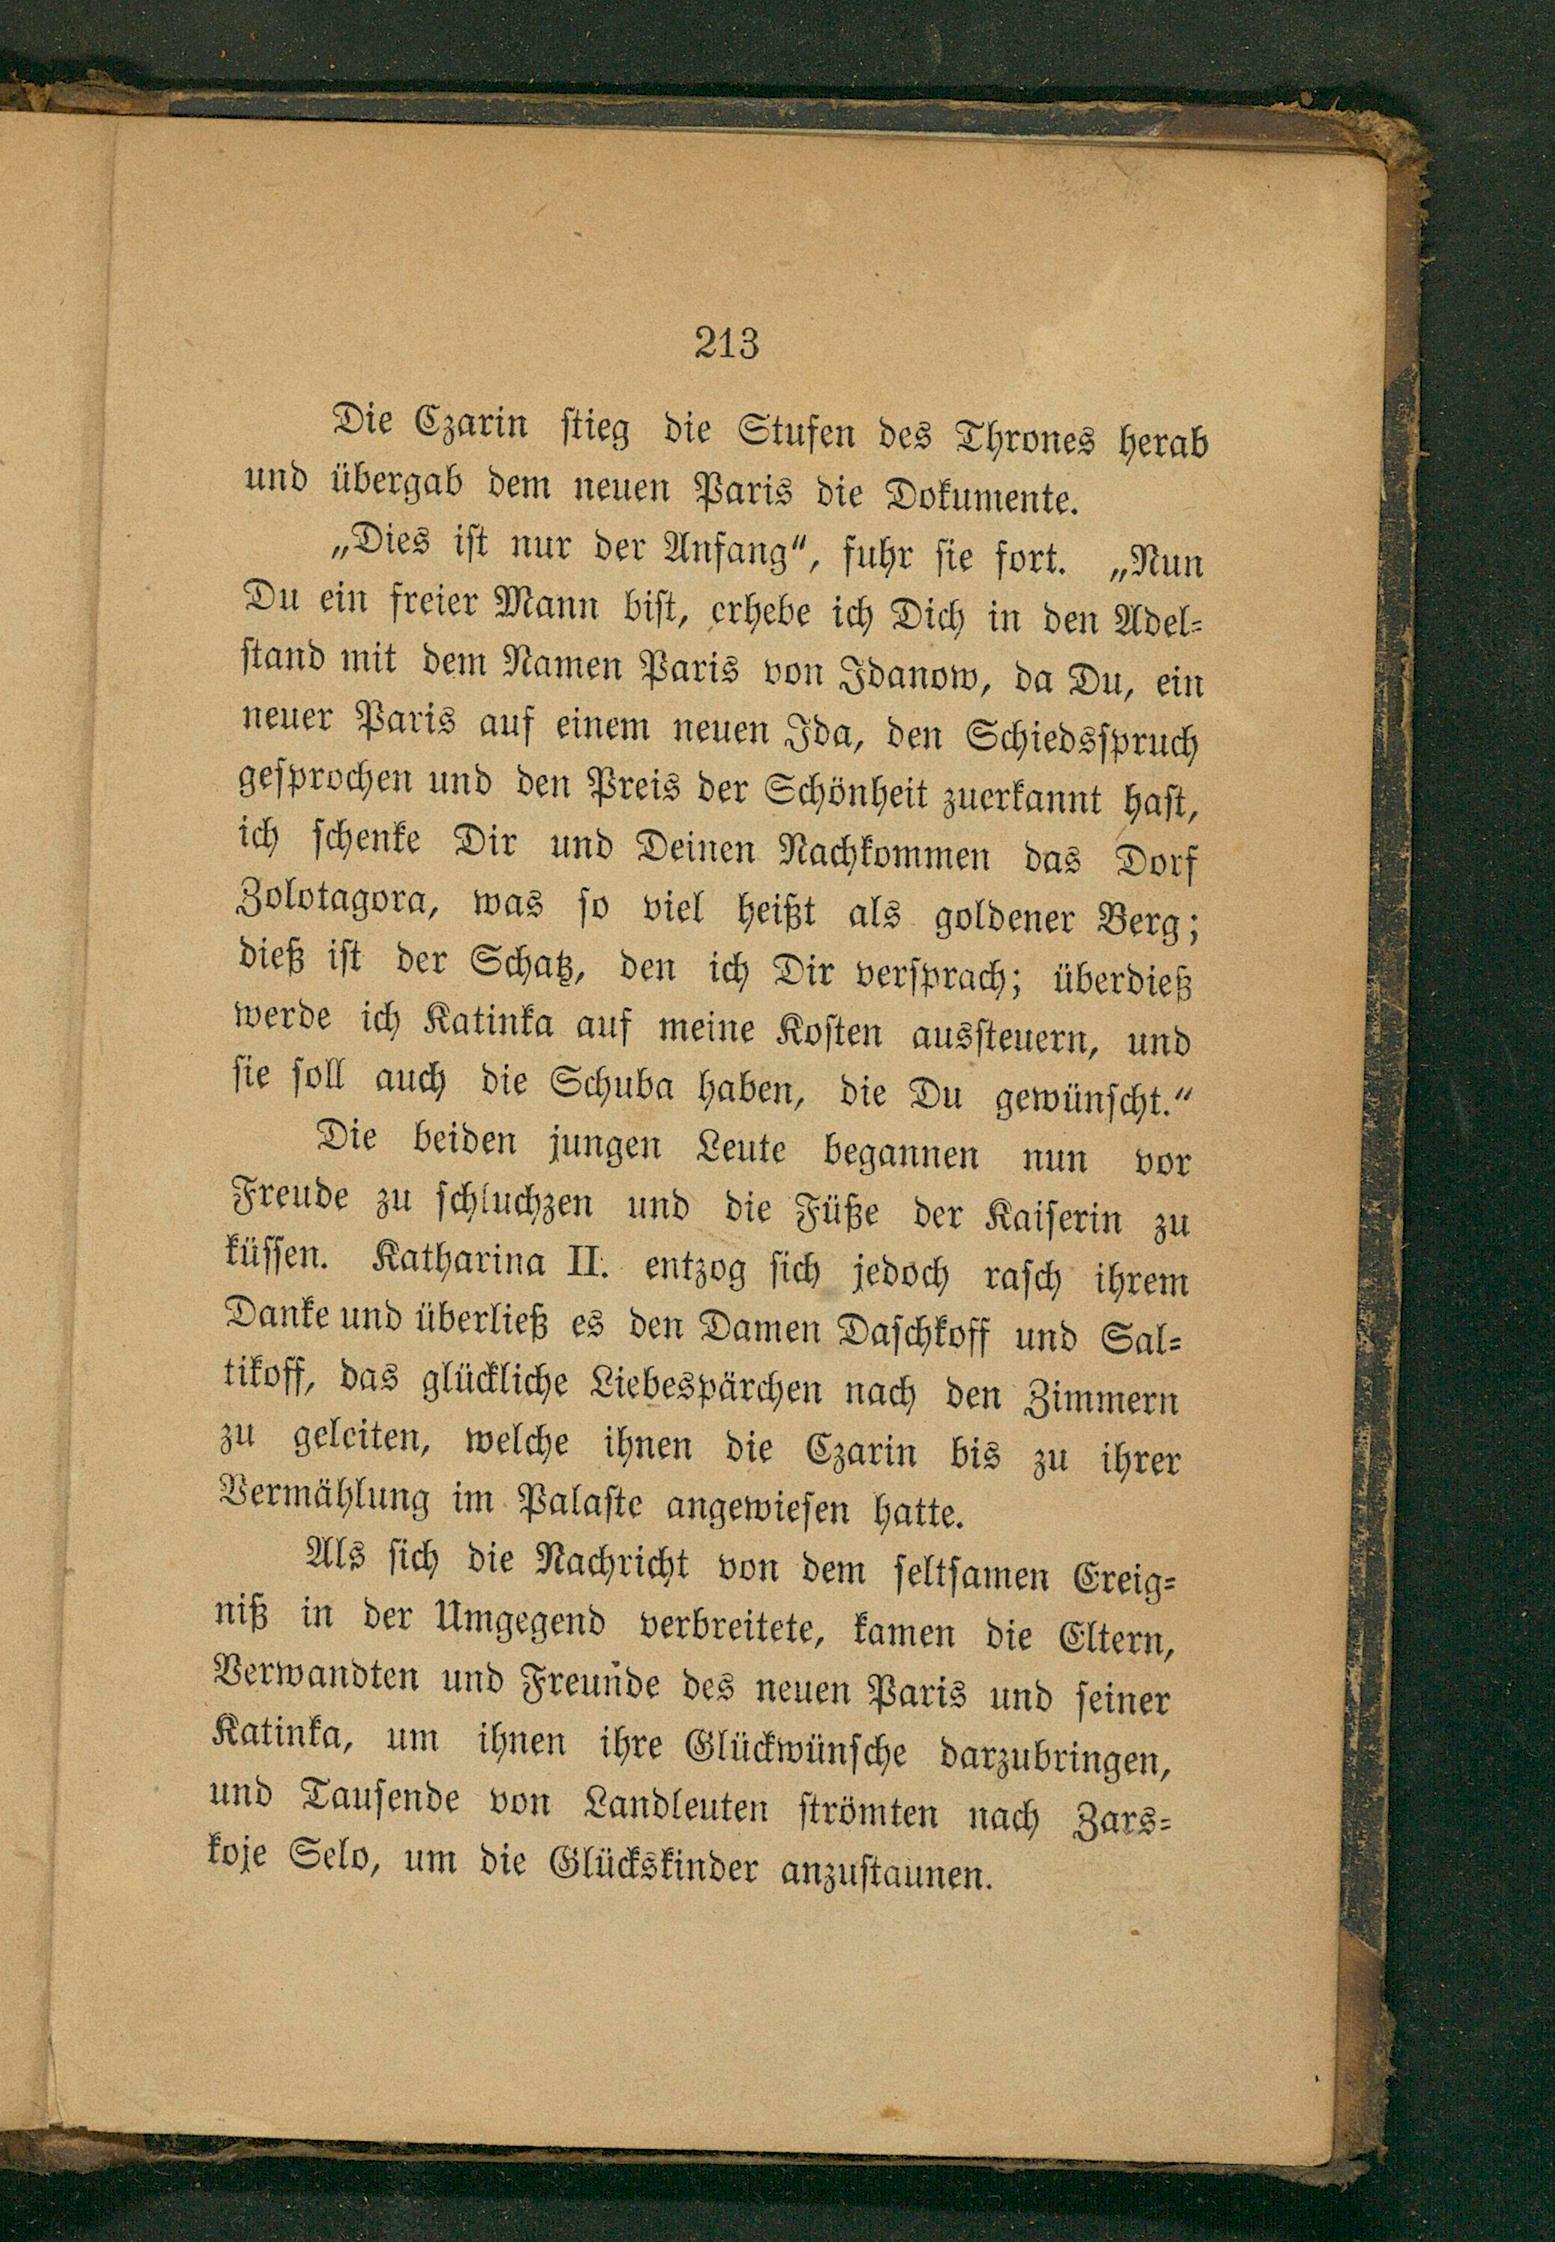 213
Die Czarin stieg die Stufen des Thrones herab
und übergab dem neuen Paris die Dokumente.
„Dies ist nur der Anfang“, fuhr sie fort. „Nun
Du ein freier Mann bist, erhebe ich Dich in den Adel=
stand mit dem Namen Paris von Idanow, da Du, ein
neuer Paris auf einem neuen Ida, den Schiedsspruch
gesprochen und den Preis der Schönheit zuerkannt hast,
ich schenke Dir und Deinen Nachkommen das Dorf
Zolotagora, was so viel heißt als goldener Berg;
dieß ist der Schatz, den ich Dir versprach; überdieß
werde ich Katinka auf meine Kosten aussteuern, und
sie soll auch die Schuba haben, die Du gewünscht.“
Die beiden jungen Leute begannen nun vor
Freude zu schluchzen und die Füße der Kaiserin zu
küssen. Katharina II. entzog sich jedoch rasch ihrem
Danke und überließ es den Damen Daschkoff und Sal=
tikoff, das glückliche Liebespärchen nach den Zimmern
zu geleiten, welche ihnen die Czarin bis zu ihrer
Vermählung im Palaste angewiesen hatte.
Als sich die Nachricht von dem seltsamen Ereig=
niß in der Umgegend verbreitete, kamen die Eltern,
Verwandten und Freunde des neuen Paris und seiner
Katinka, um ihnen ihre Glückwünsche darzubringen,
und Tausende von Landleuten strömten nach Zars=
koje Selo, um die Glückskinder anzustaunen.